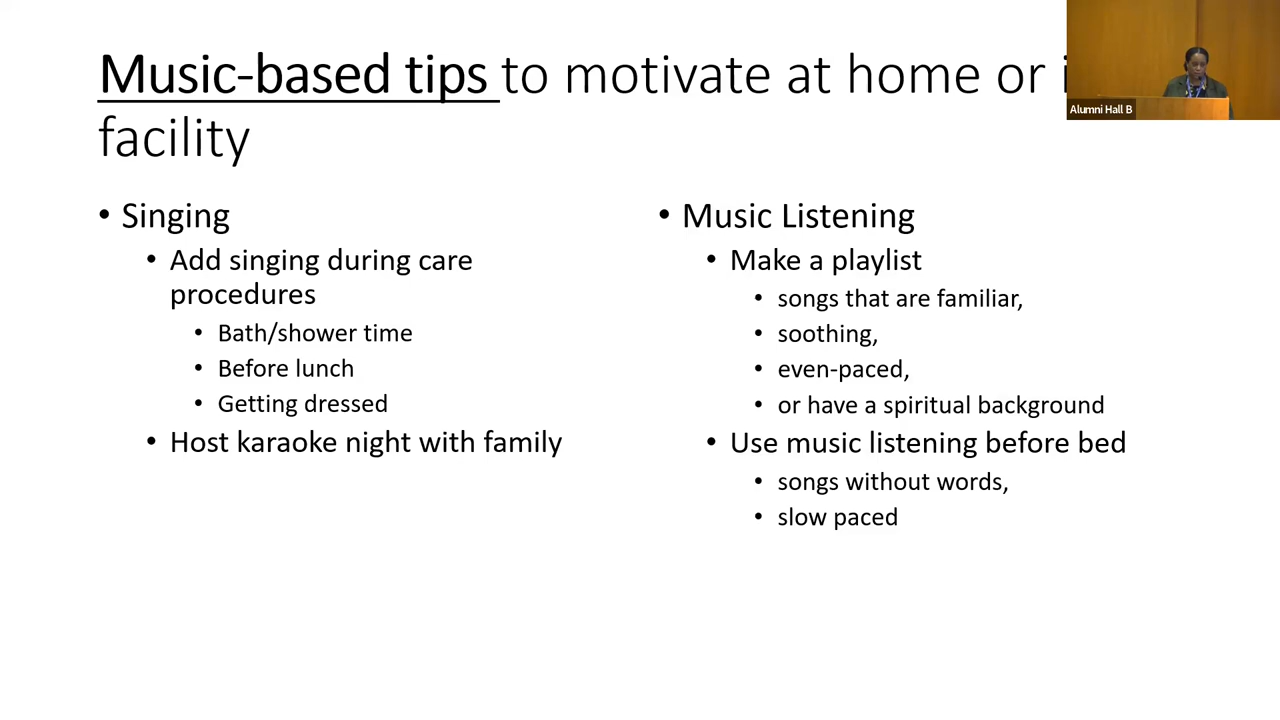 Music-based tips to motivate at home or
facility
• Singing
• Add singing during care
procedures
• Bath/shower time
• Before lunch
• Getting dressed
• Host karaoke night with family
• Music Listening
• Make a playlist
• songs that are familiar,
• soothing,
• even-paced,
• or have a spiritual background
• Use music listening before bed
• songs without words,
• slow paced
Alumni Hall B